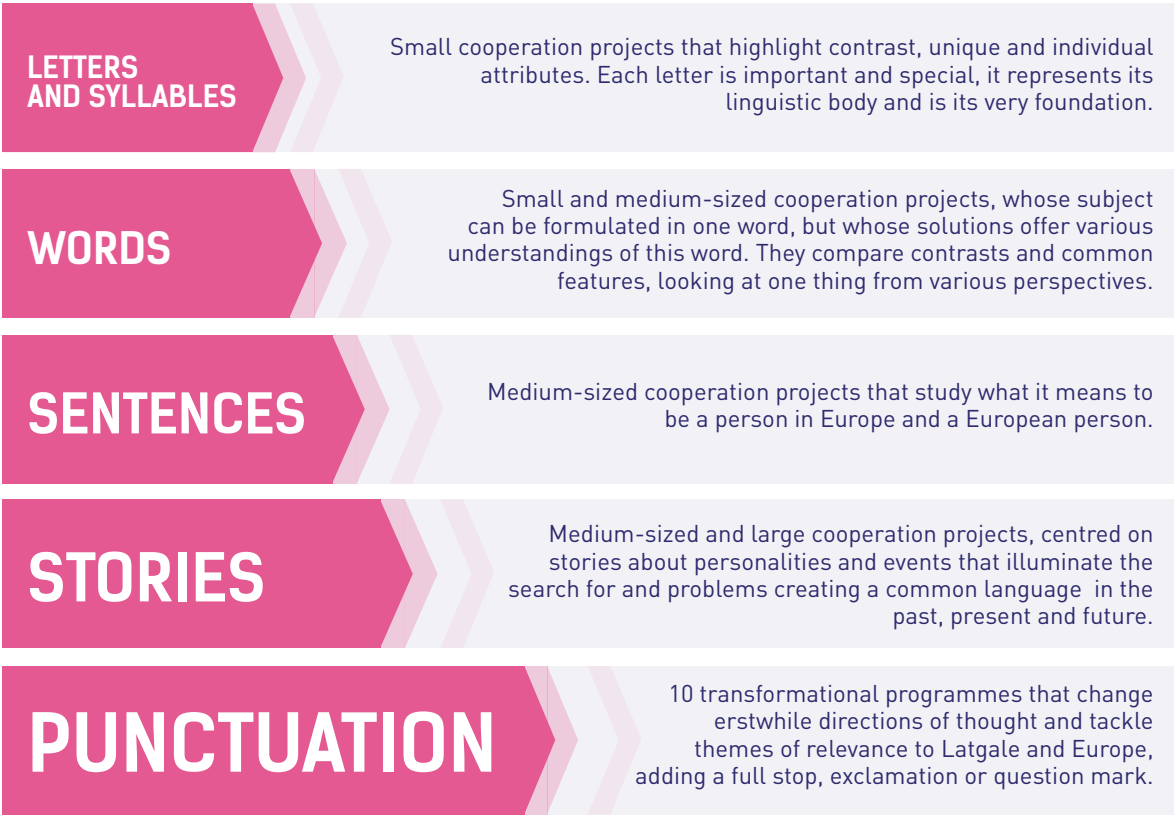 LETTERS
AND SYLLABLES
Small cooperation projects that highlight contrast, unique and individual
attributes. Each letter is important and special, it represents its
linguistic body and is its very foundation.
WORDS
Small and medium-sized cooperation projects, whose subject
can be formulated in one word, but whose solutions offer various
understandings of this word. They compare contrasts and common
features, looking at one thing from various perspectives.
SENTENCES
Medium-sized cooperation projects that study what it means to
be a person in Europe and a European person.
STORIES
Medium-sized and large cooperation projects, centred on
stories about personalities and events that illuminate the
search for and problems creating a common language in the
past, present and future.
PUNCTUATION
10 transformational programmes that change
erstwhile directions of thought and tackle
themes of relevance to Latgale and Europe,
adding a full stop, exclamation or question mark.